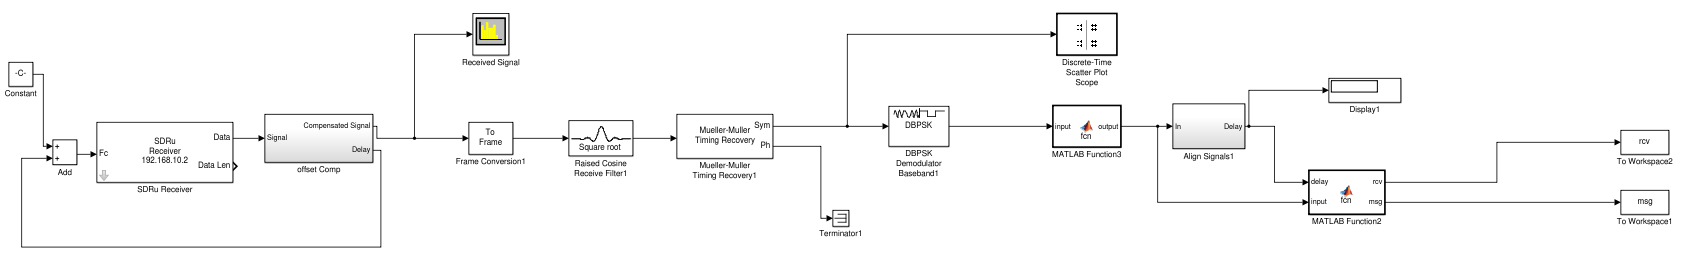 -C-
Constant
+
+
Add
Fc
SDRu
Receiver
192.168.10.2
Data
Data Len
SDRu Receiver
Signal
Compensated Signal
Delay
offset Comp
Received Signal
To
Frame
Frame Conversion1
Square root
Raised Cosine
Receive Filter1
Mueller-Muller
Timing Recovery
Sym
Ph
Mueller-Muller
Timing Recovery1
Terminator1
Discrete-Time
Scatter Plot
Scope
DBPSK
DBPSK
Demodulator
Baseband1
input
fcn
output
MATLAB Function3
In
Delay
Align Signals1
Display1
delay
input
fcn
rcv
msg
MATLAB Function2
rcv
To Workspace2
msg
To Workspace1